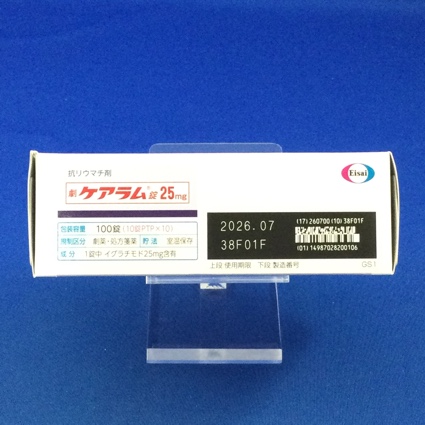 抗リウマチ剤
Eisai
劇 ケアラム®錠25mg
包装容量 100錠(10錠PTP×10)
規制区分 劇薬・処方箋薬 貯法 室温保存
成分 1錠中 イグラチモド25mg含有
(17)260700(10)38F01F
2026.07
38F01F
(01)14987028200106
上段 使用期限 下段 製造番号
GS1